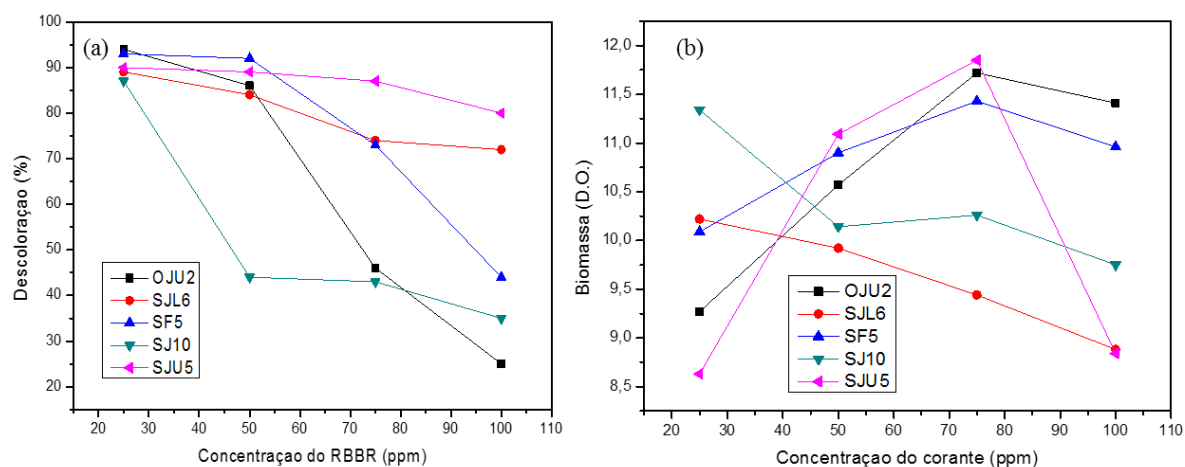 (a)
Descoloraçao (%)
100
90
80
70
60
50
40
30
20
OJU2
SJL6
SF5
SJ10
SJU5
20 30 40 50 60 70 80 90 100 110
Concentraçao do RBBR (ppm)
(b)
Biomassa (D.O.)
12,0
11,5
11,0
10,5
10,0
9,5
9,0
8,5
OJU2
SJL6
SF5
SJ10
SJU5
20 30 40 50 60 70 80 90 100 110
Concentraçao do corante (ppm)